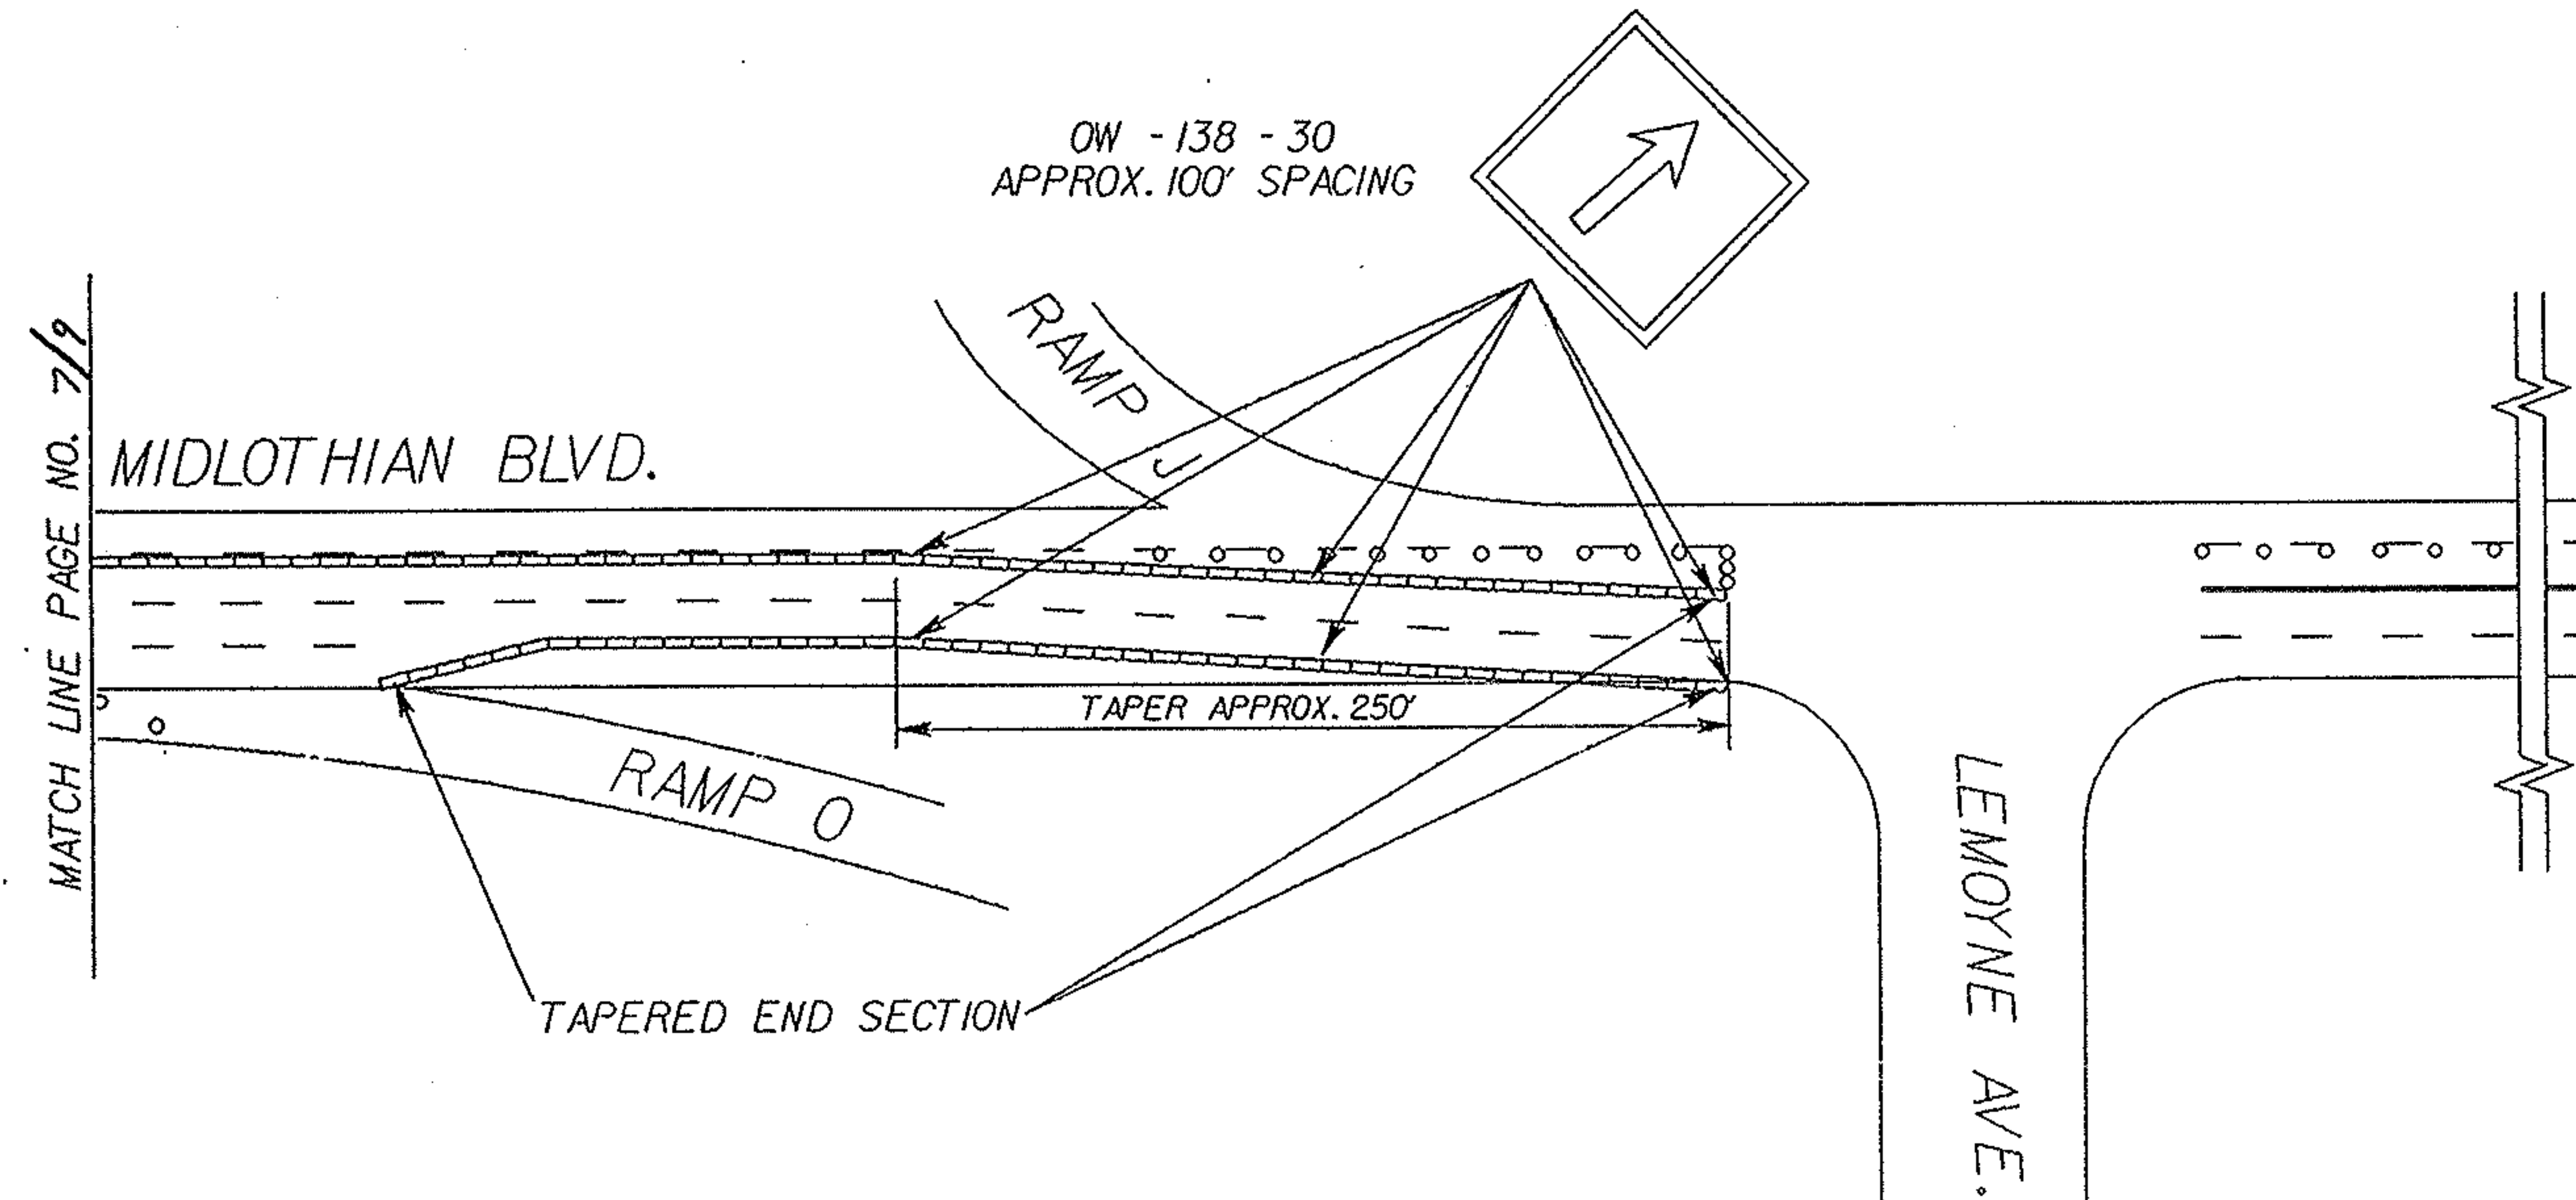 OW - 138 - 30
APPROX. 100' SPACING
RAMP J
MATCH LINE PAGE NO. 7/9
MIDLOTHIAN BLVD.
TAPER APPROX. 250'
RAMP O
LEMOYNE AVE.
TAPERED END SECTION